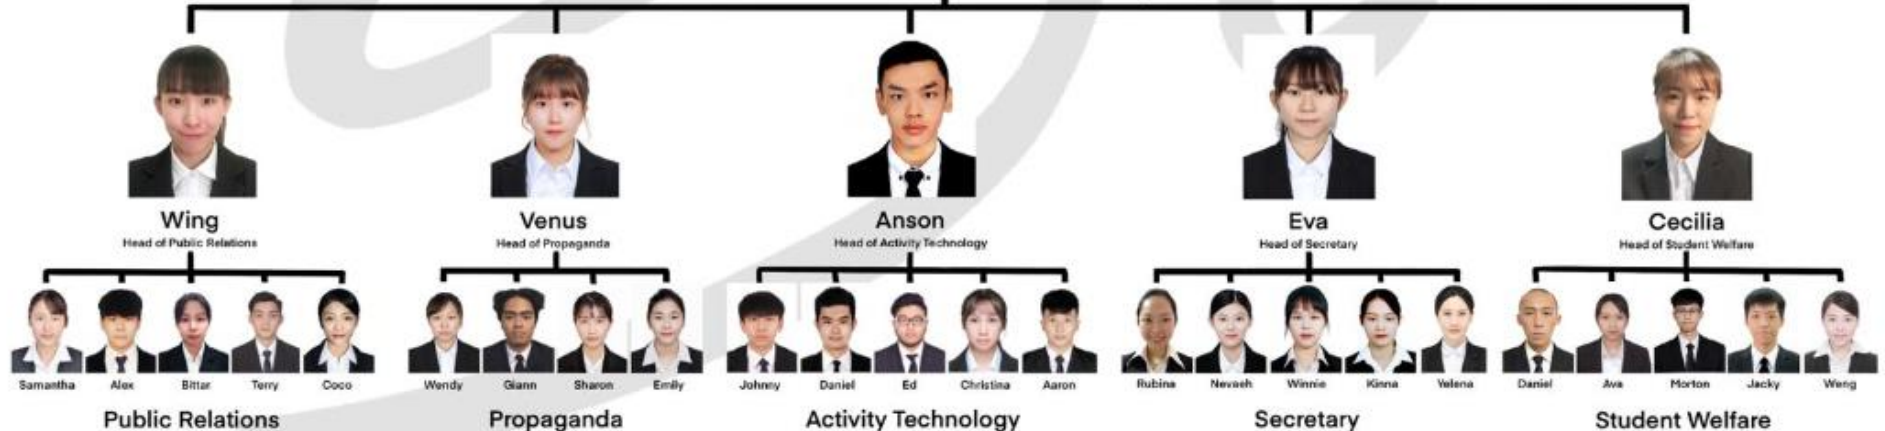 Wing
Head of Public Relations
Venus
Head of Propaganda
Anson
Head of Activity Technology
Eva
Head of Secretary
Cecilia
Head of Student Welfare
Samantha
Alex
Bittar
Terry
Coco
Wendy
Giann
Sharon
Emily
Johnny
Daniel
Ed
Christina
Aaron
Rubina
Nevaeh
Winnie
Kinna
Yelena
Daniel
Ava
Morton
Jacky
Weng
Public Relations
Propaganda
Activity Technology
Secretary
Student Welfare